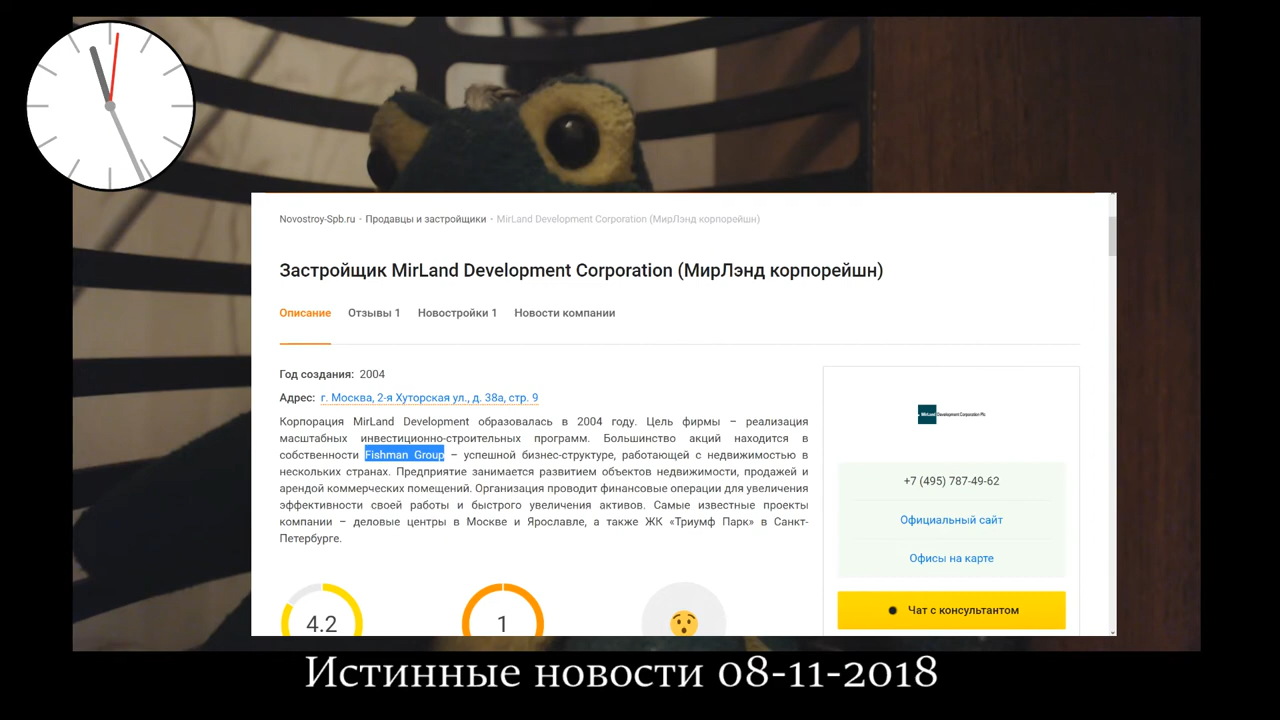 Novostroy-Spb.ru • Продавцы и застройщики • MirLand Development Corporation (МирЛэнд корпорейшн)
Застройщик MirLand Development Corporation (МирЛэнд корпорейшн)
Описание Отзывы 1 Новостройки 1 Новости компании
Год создания: 2004
Адрес: г. Москва, 2-я Хуторская ул., д. 38а, стр. 9
Корпорация MirLand Development образовалась в 2004 году. Цель фирмы – реализация
масштабных инвестиционно-строительных программ. Большинство акций находится в
собственности Fishman Group – успешной бизнес-структуре, работающей с недвижимостью в
нескольких странах. Предприятие занимается развитием объектов недвижимости, продажей и
арендой коммерческих помещений. Организация проводит финансовые операции для увеличения
эффективности своей работы и быстрого увеличения активов. Самые известные проекты
компании – деловые центры в Москве и Ярославле, а также ЖК «Триумф Парк» в Санкт-
Петербурге.
4.2
1
MirLand Development Corporation Plc
+7 (495) 787-49-62
Официальный сайт
Офисы на карте
Чат с консультантом
Истинные новости 08-11-2018